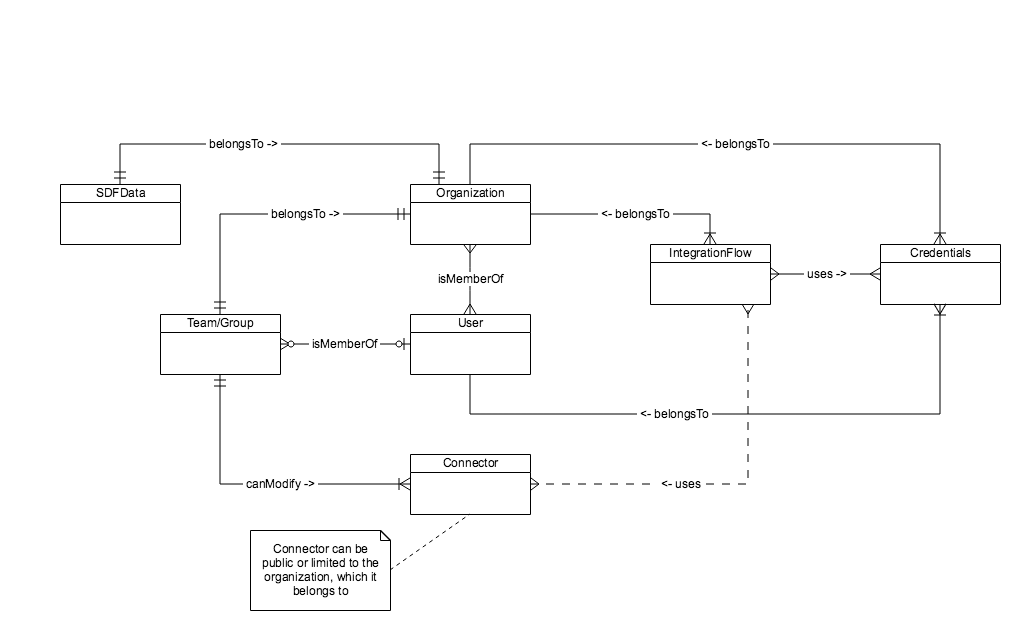 belongsTo ->
<- belongsTo
SDFData
Organization
belongsTo ->
<- belongsTo
IntegrationFlow
Credentials
isMemberOf
uses ->
Team/Group
User
isMemberOf
<- belongsTo
Connector
canModify ->
<- uses
Connector can be
public or limited to the
organization, which it
belongs to